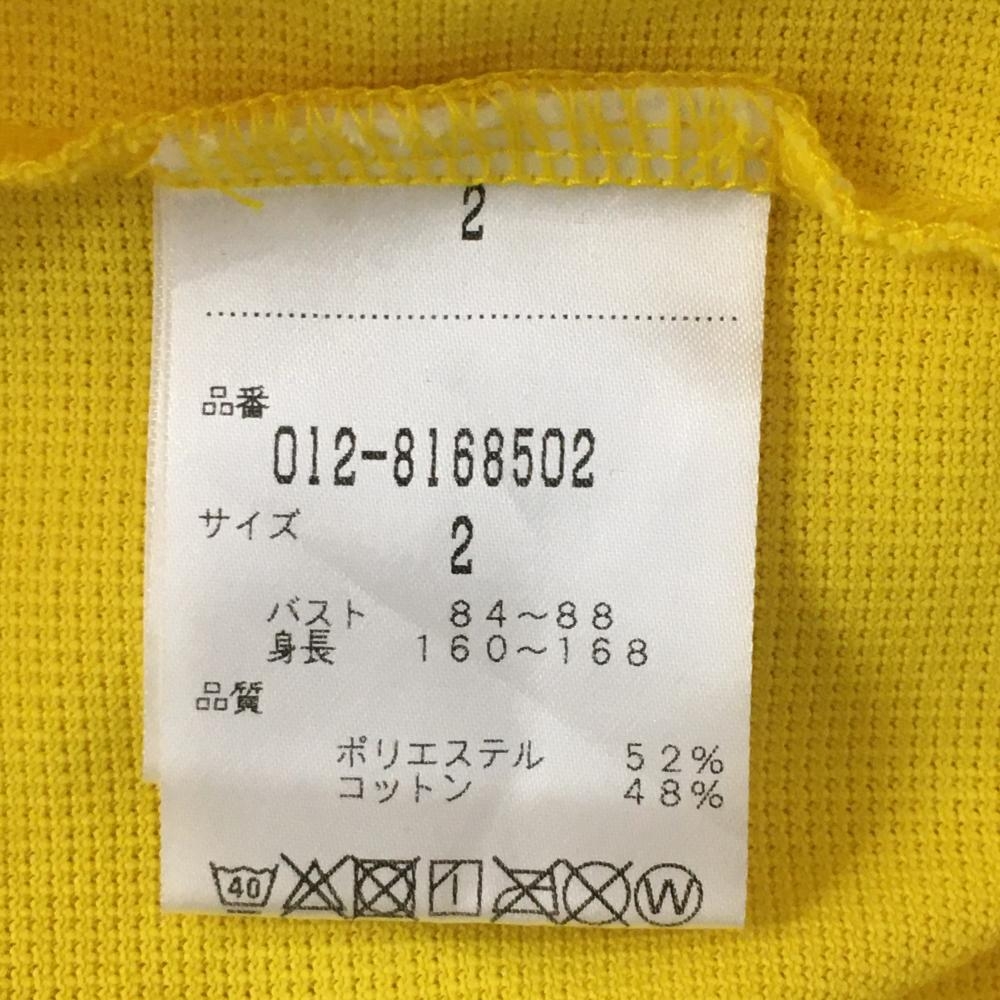 2
品番
012-8168502
サイズ
2
バスト 84～88
身長 160～168
品質
ポリエステル 52%
コットン 48%
40 W